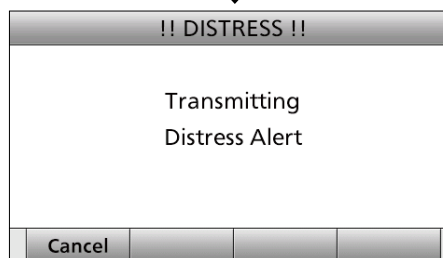 !! DISTRESS !!
Transmitting
Distress Alert
Cancel